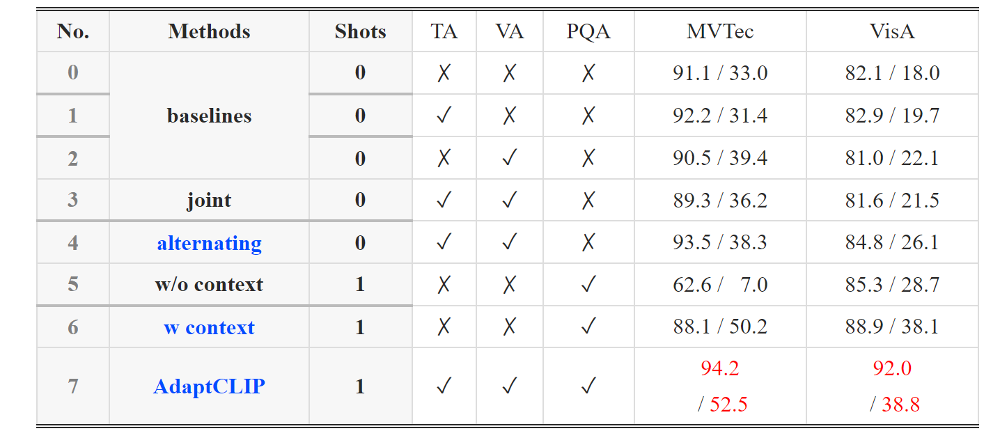 No. Methods Shots TA VA PQA MVTec VisA
0 0 ✗ ✗ ✗ 91.1 / 33.0 82.1 / 18.0
1 baselines 0 ✓ ✗ ✗ 92.2 / 31.4 82.9 / 19.7
2 0 ✗ ✓ ✗ 90.5 / 39.4 81.0 / 22.1
3 joint 0 ✓ ✓ ✗ 89.3 / 36.2 81.6 / 21.5
4 alternating 0 ✓ ✓ ✗ 93.5 / 38.3 84.8 / 26.1
5 w/o context 1 ✗ ✗ ✓ 62.6 / 7.0 85.3 / 28.7
6 w context 1 ✗ ✗ ✓ 88.1 / 50.2 88.9 / 38.1
7 AdaptCLIP 1 ✓ ✓ ✓ 94.2 / 52.5 92.0 / 38.8